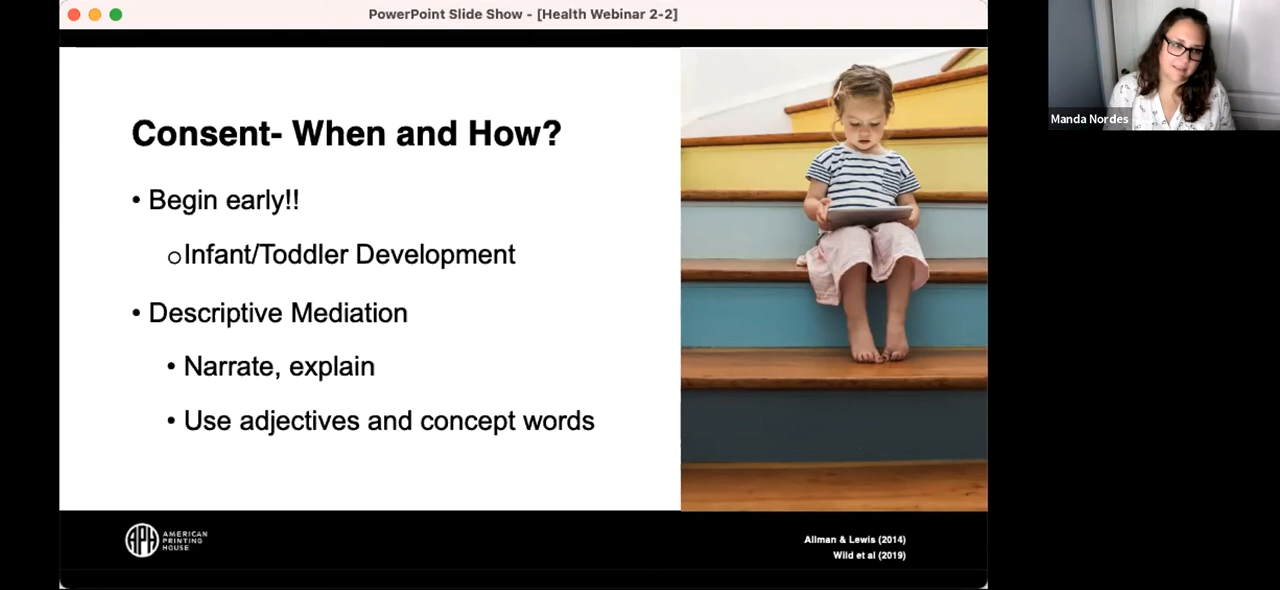 PowerPoint Slide Show - [Health Webinar 2-2]
Consent- When and How?
• Begin early!!
○Infant/Toddler Development
• Descriptive Mediation
• Narrate, explain
• Use adjectives and concept words
APH
AMERICAN
PRINTING
HOUSE
Allman & Lewis (2014)
Wild et al (2019)
Manda Nordes